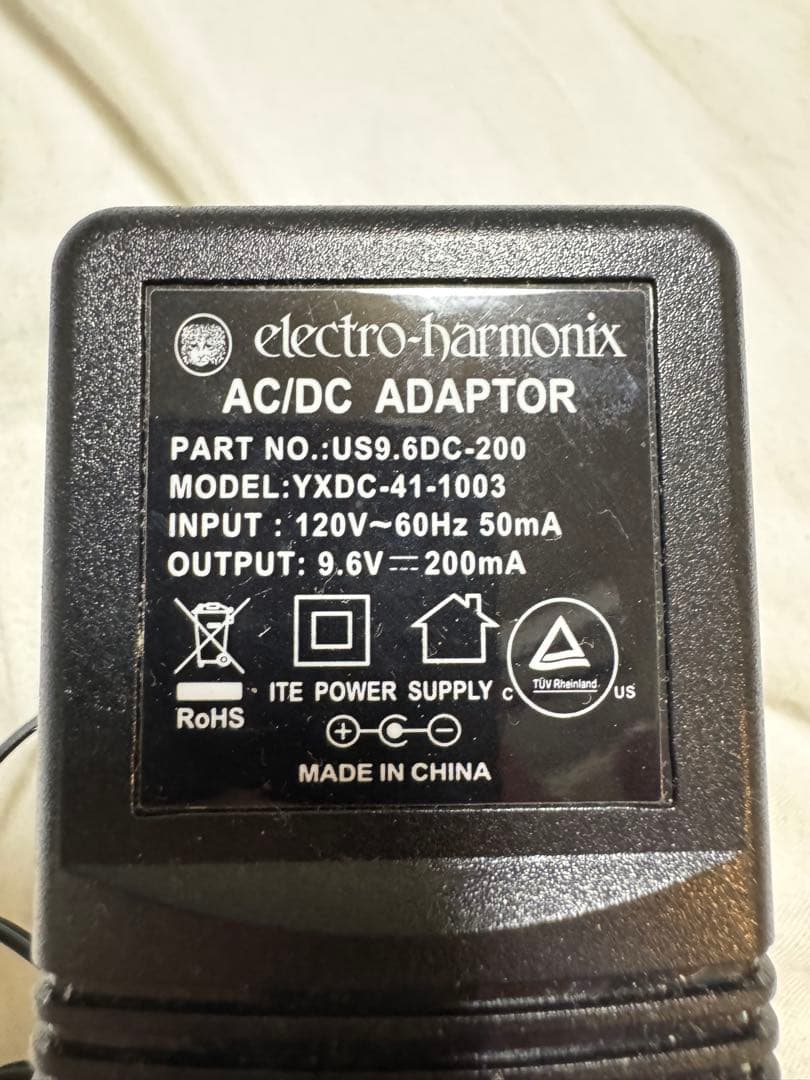 electro-harmonix
AC/DC ADAPTOR
PART NO.:US9.6DC-200
MODEL:YXDC-41-1003
INPUT : 120V~60Hz 50mA
OUTPUT: 9.6V⎓200mA
TÜV Rheinland
ITE POWER SUPPLY c US
RoHS
+ -
MADE IN CHINA